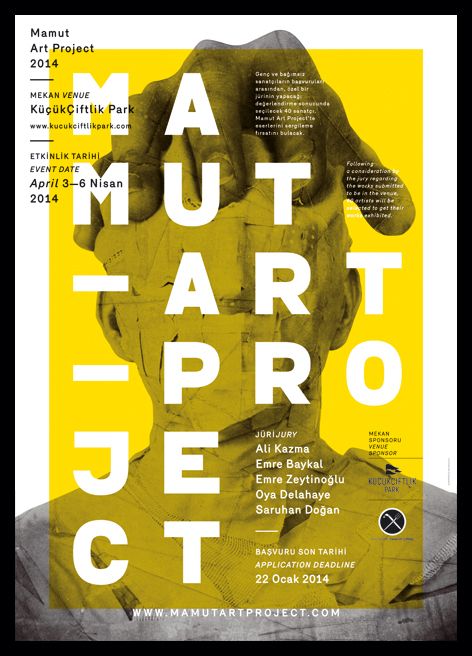 Mamut
Art Project
2014
MEKAN VENUE
KüçükÇiftlik Park
www.kucukciftlikpark.com
ETKİNLİK TARİHİ
EVENT DATE
April 3—6 Nisan
2014
MA
MUT
—ART
—PRO
JE
CT
Genç ve bağımsız
sanatçıların başvuruları
arasından, özel bir
jürinin yapacağı
değerlendirme sonucunda
seçilecek 40 sanatçı,
Mamut Art Project'te
eserlerini sergileme
fırsatını bulacak.
Following
a consideration by
the jury regarding
the works submitted
to be in the venue,
40 artists will be
selected to get their
works exhibited.
JÜRİ/JURY
Ali Kazma
Emre Baykal
Emre Zeytinoğlu
Oya Delahaye
Saruhan Doğan
BAŞVURU SON TARİHİ
APPLICATION DEADLINE
22 Ocak 2014
MEKAN
SPONSORU
VENUE
SPONSOR
KÜÇÜKÇİFTLİK
PARK
WWW.MAMUTARTPROJECT.COM